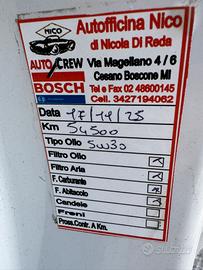 NICO
AUTO CREW
BOSCH
Autofficina Nico
di Nicola Di Reda
Via Magellano 4/6
Cesano Boscone MI
Tel e Fax 02 48600145
Cell. 3427194062
Data 17/11/25
Km 54500
Tipo Olio 5W30
Filtro Olio
Filtro Aria
F. Carburante
F. Abitacolo
Candele
Freni
Pross. Contr. A Km.